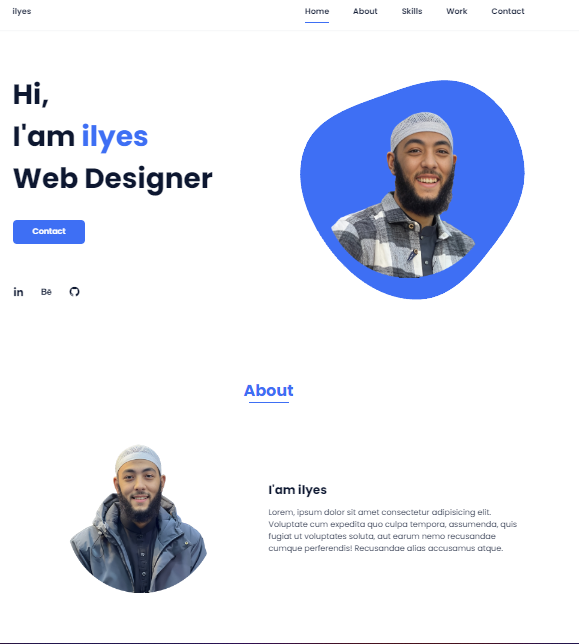 ilyes
Home About Skills Work Contact
Hi,
I'am ilyes
Web Designer
Contact
in Bē
About
I'am ilyes
Lorem, ipsum dolor sit amet consectetur adipisicing elit.
Voluptate cum expedita quo culpa tempora, assumenda, quis
fugiat ut voluptates soluta, aut earum nemo recusandae
cumque perferendis! Recusandae alias accusamus atque.